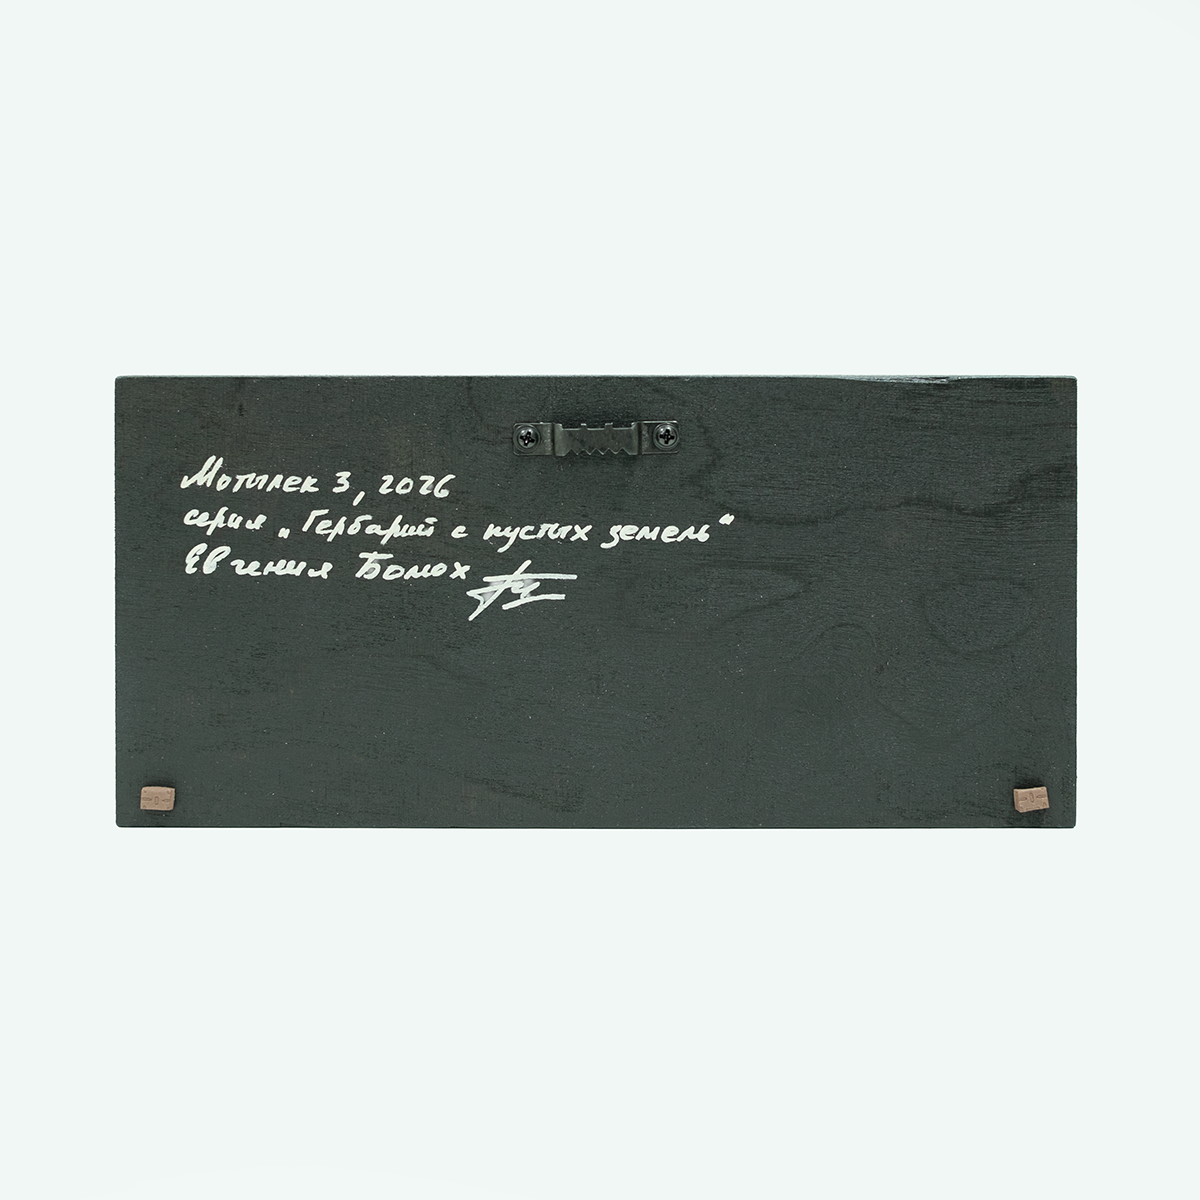 Мотылек 3, 2026
серия „Гербарий с пустых земель“
Евгения Бомох